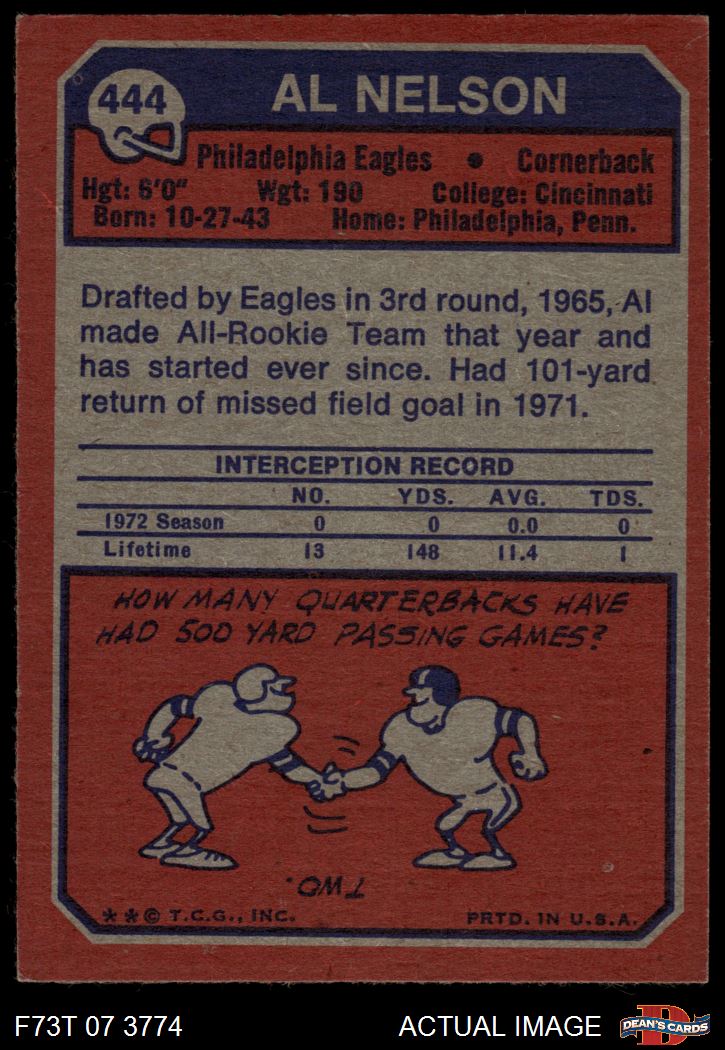 444
AL NELSON
Philadelphia Eagles • Cornerback
Hgt: 6'0" Wgt: 190 College: Cincinnati
Born: 10-27-43 Home: Philadelphia, Penn.
Drafted by Eagles in 3rd round, 1965, Al
made All-Rookie Team that year and
has started ever since. Had 101-yard
return of missed field goal in 1971.
INTERCEPTION RECORD
NO. YDS. AVG. TDS.
1972 Season 0 0 0.0 0
Lifetime 13 148 11.4 1
HOW MANY QUARTERBACKS HAVE
HAD 500 YARD PASSING GAMES?
TWO.
**© T.C.G., INC. PRTD. IN U.S.A.
F73T 07 3774 ACTUAL IMAGE D DEAN'S CARDS